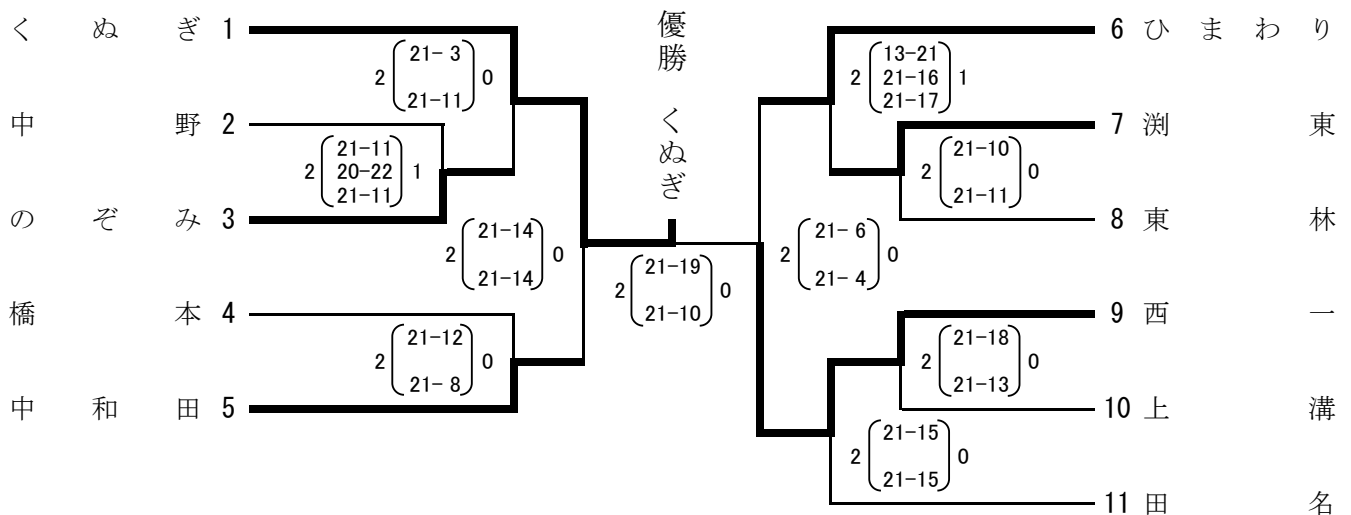 優勝 くぬぎ
くぬぎ 1
2 21- 3 0
21-11
中野 2
2 21-11 1
20-22
21-11
のぞみ 3
2 21-14 0
21-14
橋本 4
2 21-12 0
21- 8
中和田 5
2 21-19 0
21-10
6 ひまわり
2 13-21 1
21-16
21-17
7 渕東
2 21-10 0
21-11
8 東林
2 21- 6 0
21- 4
9 西一
2 21-18 0
21-13
10 上溝
2 21-15 0
21-15
11 田名